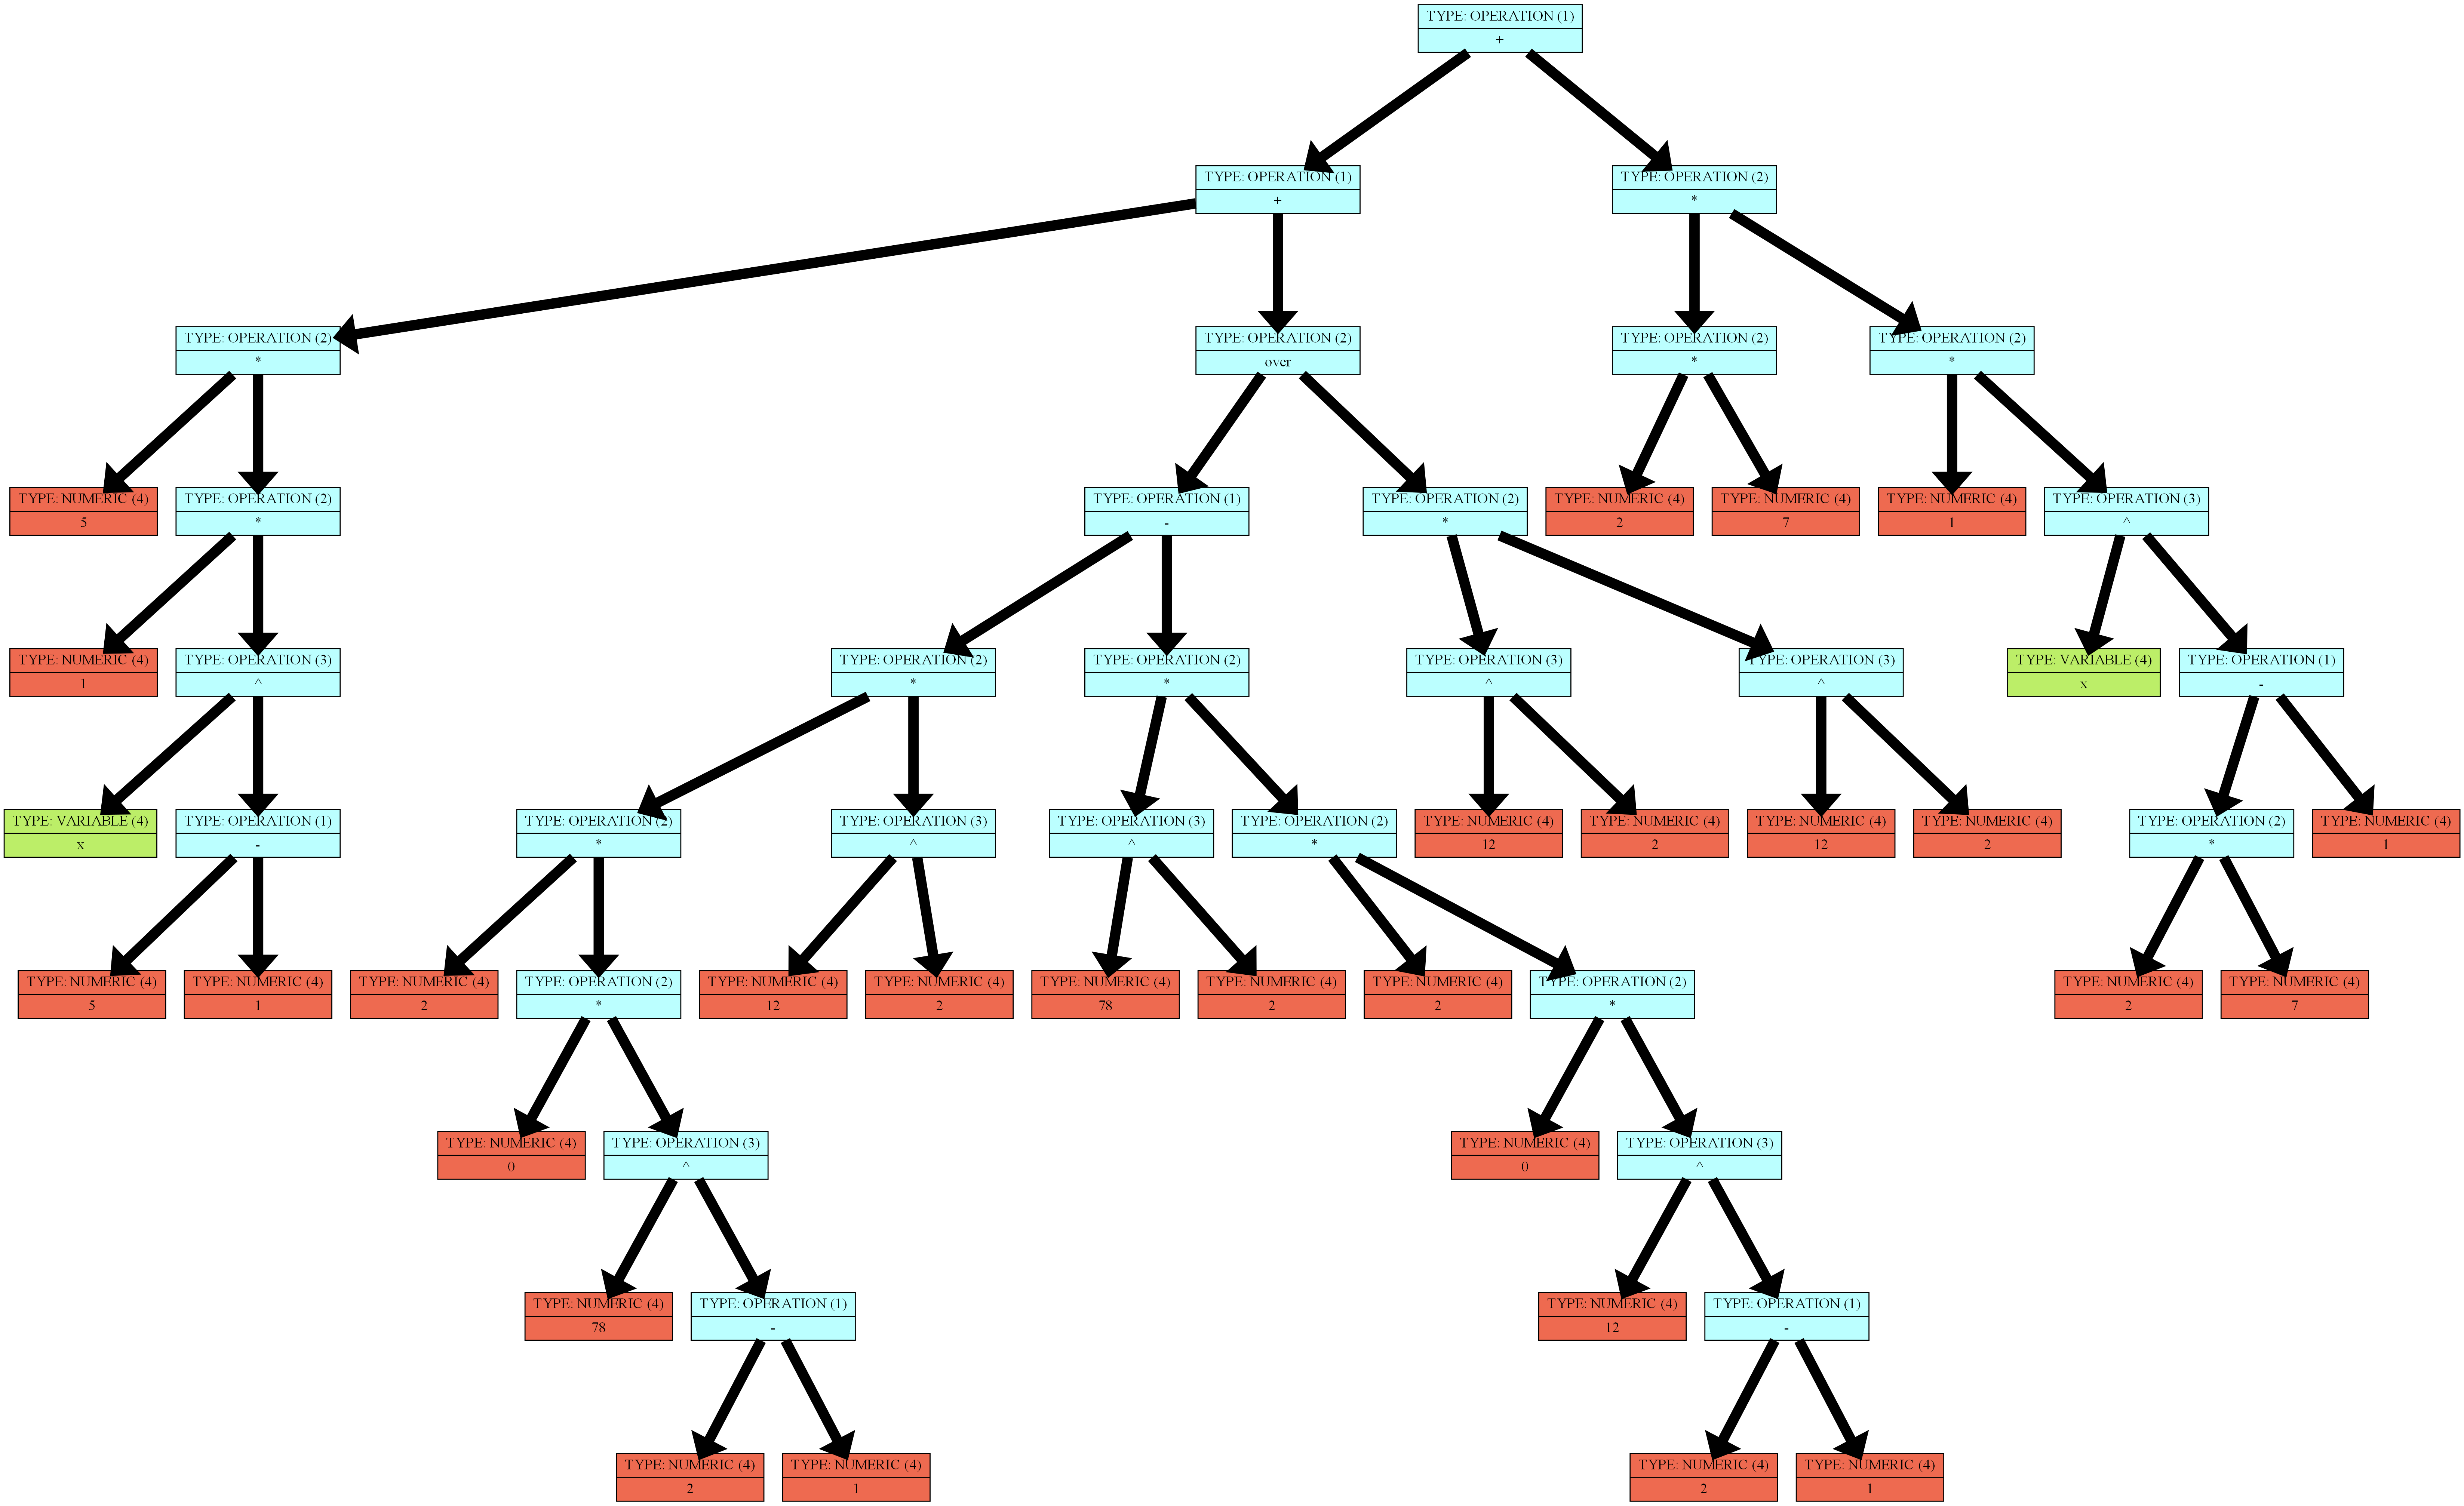 TYPE: OPERATION (1)
+
TYPE: OPERATION (1)
+
TYPE: OPERATION (2)
*
TYPE: OPERATION (2)
*
TYPE: OPERATION (2)
over
TYPE: OPERATION (2)
*
TYPE: OPERATION (2)
*
TYPE: NUMERIC (4)
5
TYPE: OPERATION (2)
*
TYPE: OPERATION (1)
-
TYPE: OPERATION (2)
*
TYPE: NUMERIC (4)
2
TYPE: NUMERIC (4)
7
TYPE: NUMERIC (4)
1
TYPE: OPERATION (3)
^
TYPE: NUMERIC (4)
1
TYPE: OPERATION (3)
^
TYPE: OPERATION (2)
*
TYPE: OPERATION (2)
*
TYPE: OPERATION (3)
^
TYPE: OPERATION (3)
^
TYPE: VARIABLE (4)
x
TYPE: OPERATION (1)
-
TYPE: VARIABLE (4)
x
TYPE: OPERATION (1)
-
TYPE: OPERATION (2)
*
TYPE: OPERATION (3)
^
TYPE: OPERATION (3)
^
TYPE: OPERATION (2)
*
TYPE: NUMERIC (4)
12
TYPE: NUMERIC (4)
2
TYPE: NUMERIC (4)
12
TYPE: NUMERIC (4)
2
TYPE: OPERATION (2)
*
TYPE: NUMERIC (4)
1
TYPE: NUMERIC (4)
5
TYPE: NUMERIC (4)
1
TYPE: NUMERIC (4)
2
TYPE: OPERATION (2)
*
TYPE: NUMERIC (4)
12
TYPE: NUMERIC (4)
2
TYPE: NUMERIC (4)
78
TYPE: NUMERIC (4)
2
TYPE: NUMERIC (4)
2
TYPE: OPERATION (2)
*
TYPE: NUMERIC (4)
2
TYPE: NUMERIC (4)
7
TYPE: NUMERIC (4)
0
TYPE: OPERATION (3)
^
TYPE: NUMERIC (4)
0
TYPE: OPERATION (3)
^
TYPE: NUMERIC (4)
78
TYPE: OPERATION (1)
-
TYPE: NUMERIC (4)
12
TYPE: OPERATION (1)
-
TYPE: NUMERIC (4)
2
TYPE: NUMERIC (4)
1
TYPE: NUMERIC (4)
2
TYPE: NUMERIC (4)
1